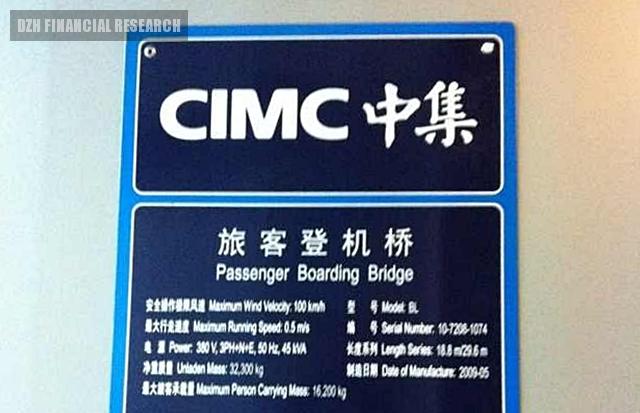 DZH FINANCIAL RESEARCH
CIMC 中集
旅客登机桥
Passenger Boarding Bridge
安全操作极限风速 Maximum Wind Velocity: 100 km/h
型 号 Model: BL
最大行走速度 Maximum Running Speed: 0.5 m/s
编 号 Serial Number: 10-7208-1074
电 源 Power: 380 V, 3PH+N+E, 50 Hz, 45 kVA
长度系列 Length Series: 18.8 m/29.6 m
净重质量 Unladen Mass: 32,300 kg
制造日期 Date of Manufacture: 2009-05
最大旅客承载量 Maximum Person Carrying Mass: 16,200 kg